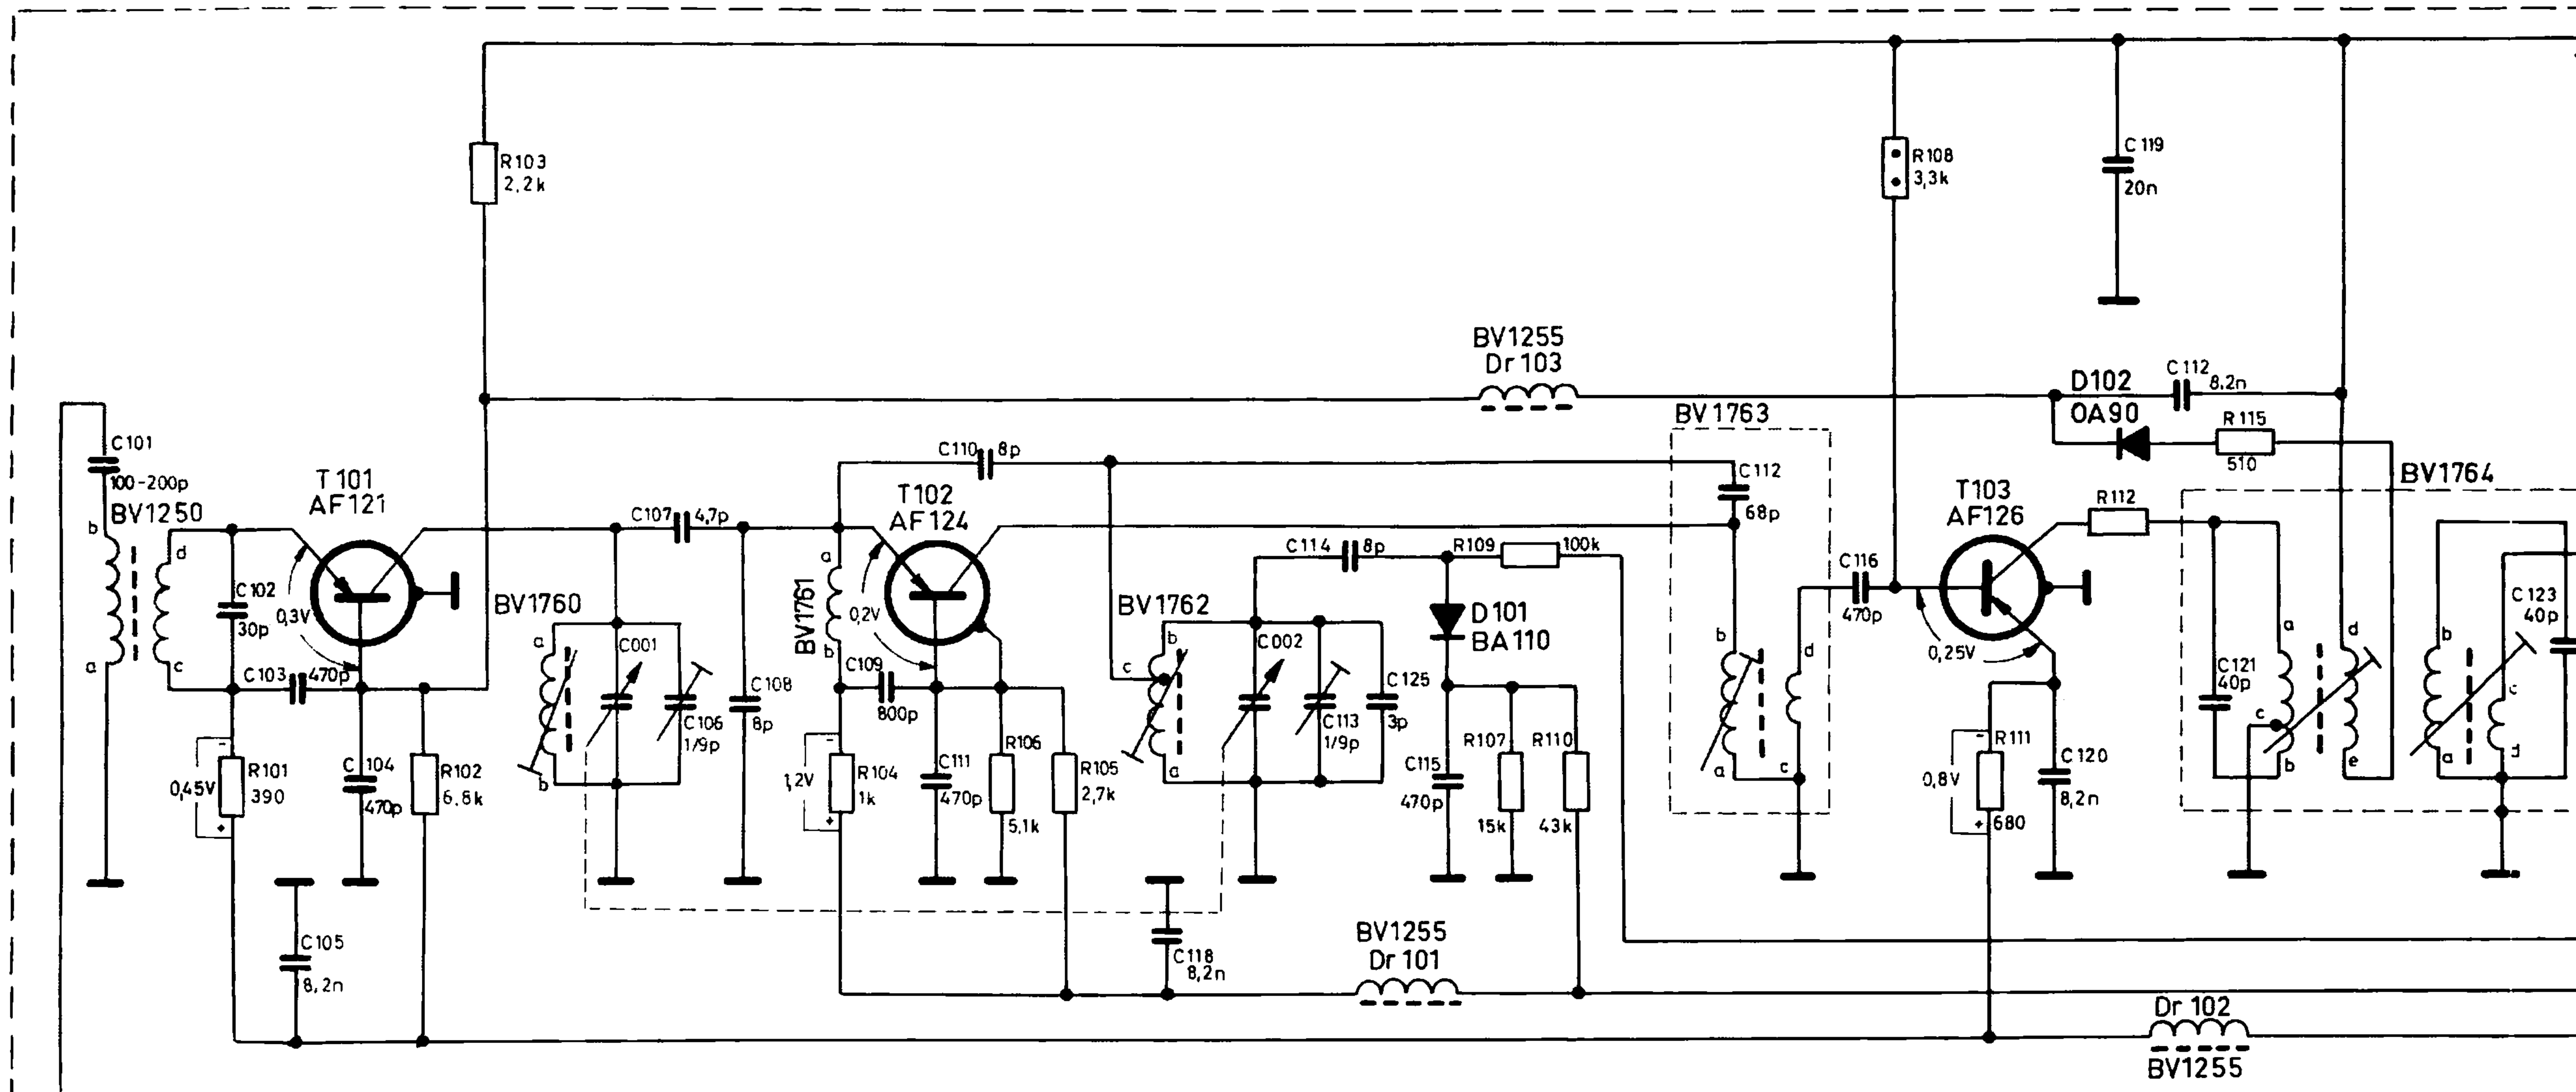 R103
2,2k
R108
3,3k
C119
20n
BV1255
Dr103
D102
OA90
C112
8,2n
R115
510
BV1763
C112
68p
BV1764
C101
100-200p
BV1250
b
a
d
c
T101
AF121
C102
30p
0,3V
C103
470p
R101
390
0,45V
-
+
C104
470p
R102
6,8k
C105
8,2n
BV1760
a
b
C001
C106
1/9p
C107
4,7p
C108
8p
C110
8p
T102
AF124
BV1761
a
b
0,2V
C109
800p
R104
1k
1,2V
-
+
C111
470p
R106
5,1k
R105
2,7k
BV1762
b
c
a
C002
C113
1/9p
C125
3p
C114
8p
R109
100k
D101
BA110
C115
470p
R107
15k
R110
43k
C118
8,2n
BV1255
Dr101
b
a
d
c
C116
470p
T103
AF126
0,25V
R112
R111
680
0,8V
-
+
C120
8,2n
C121
40p
a
c
b
d
e
b
a
c
d
C123
40p
Dr102
BV1255